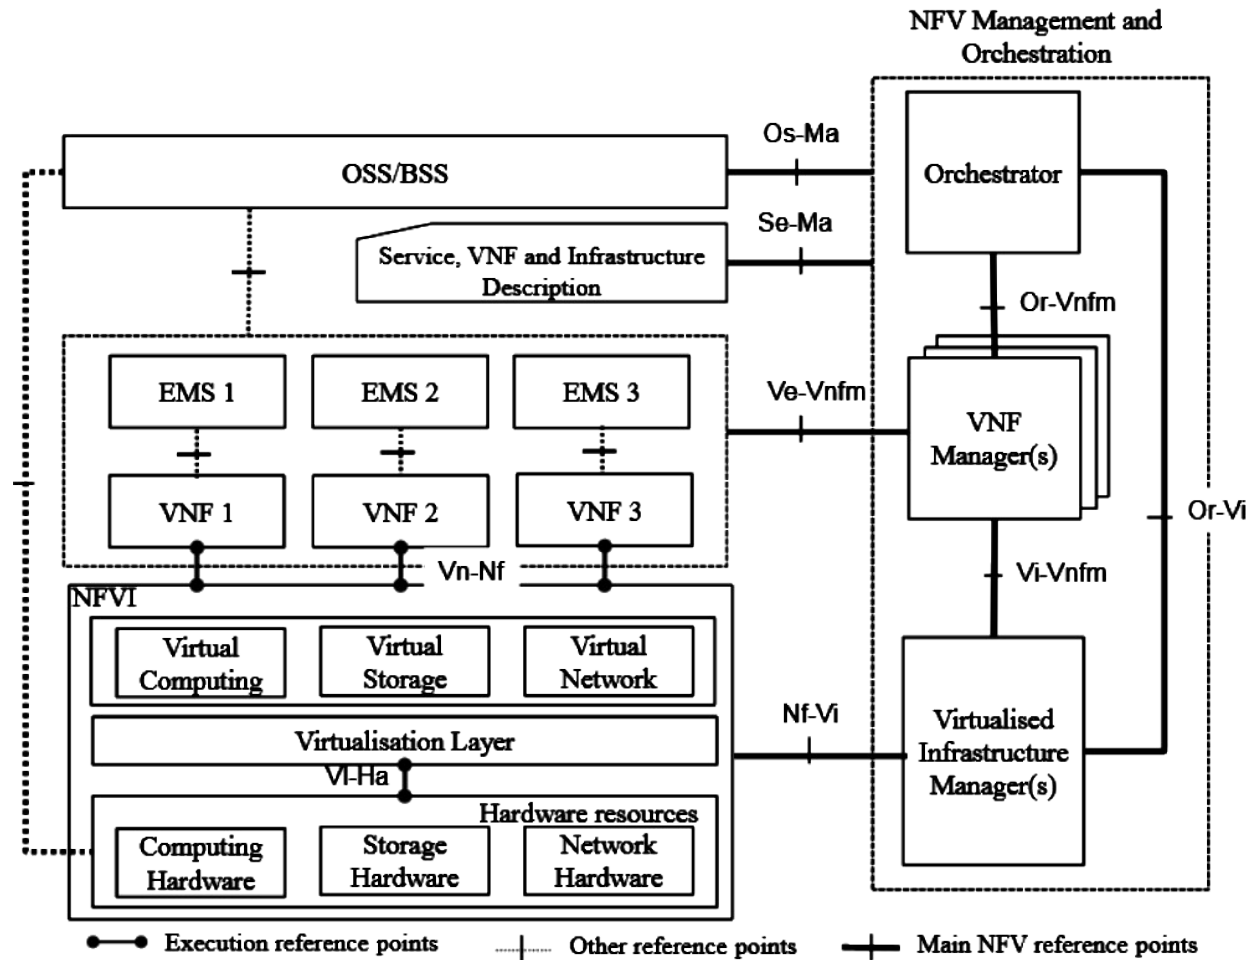 NFV Management and
Orchestration
Os-Ma
OSS/BSS
Orchestrator
Se-Ma
Service, VNF and Infrastructure
Description
Or-Vnfm
EMS 1
EMS 2
EMS 3
Ve-Vnfm
VNF
Manager(s)
VNF 1
VNF 2
VNF 3
Or-Vi
Vn-Nf
Vi-Vnfm
NFVI
Virtual
Computing
Virtual
Storage
Virtual
Network
Nf-Vi
Virtualised
Infrastructure
Manager(s)
Virtualisation Layer
Vl-Ha
Hardware resources
Computing
Hardware
Storage
Hardware
Network
Hardware
Execution reference points
Other reference points
Main NFV reference points